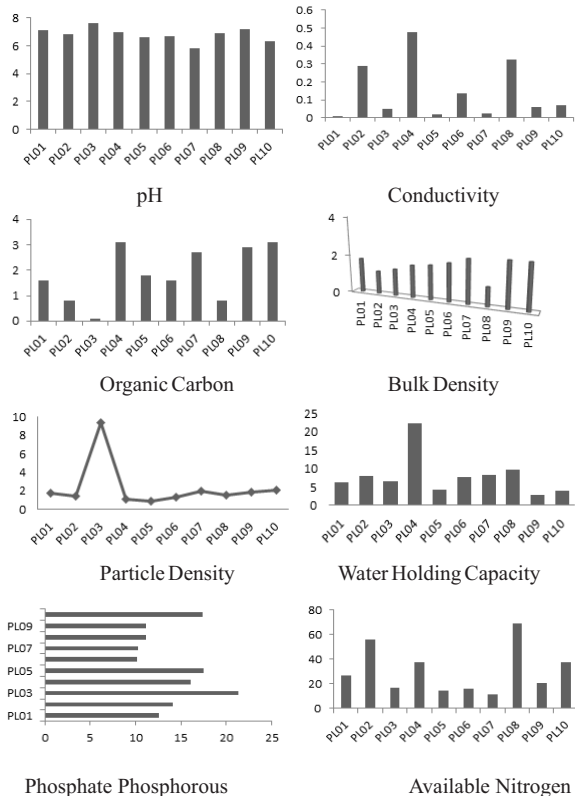 8
6
4
2
0
PL01 PL02 PL03 PL04 PL05 PL06 PL07 PL08 PL09 PL10
pH
0.6
0.5
0.4
0.3
0.2
0.1
0
PL01 PL02 PL03 PL04 PL05 PL06 PL07 PL08 PL09 PL10
Conductivity
4
3
2
1
0
PL01 PL02 PL03 PL04 PL05 PL06 PL07 PL08 PL09 PL10
Organic Carbon
4
2
0
PL01 PL02 PL03 PL04 PL05 PL06 PL07 PL08 PL09 PL10
Bulk Density
10
8
6
4
2
0
PL01 PL02 PL03 PL04 PL05 PL06 PL07 PL08 PL09 PL10
Particle Density
25
20
15
10
5
0
PL01 PL02 PL03 PL04 PL05 PL06 PL07 PL08 PL09 PL10
Water Holding Capacity
PL09
PL07
PL05
PL03
PL01
0 5 10 15 20 25
Phosphate Phosphorous
80
60
40
20
0
PL01 PL02 PL03 PL04 PL05 PL06 PL07 PL08 PL09 PL10
Available Nitrogen